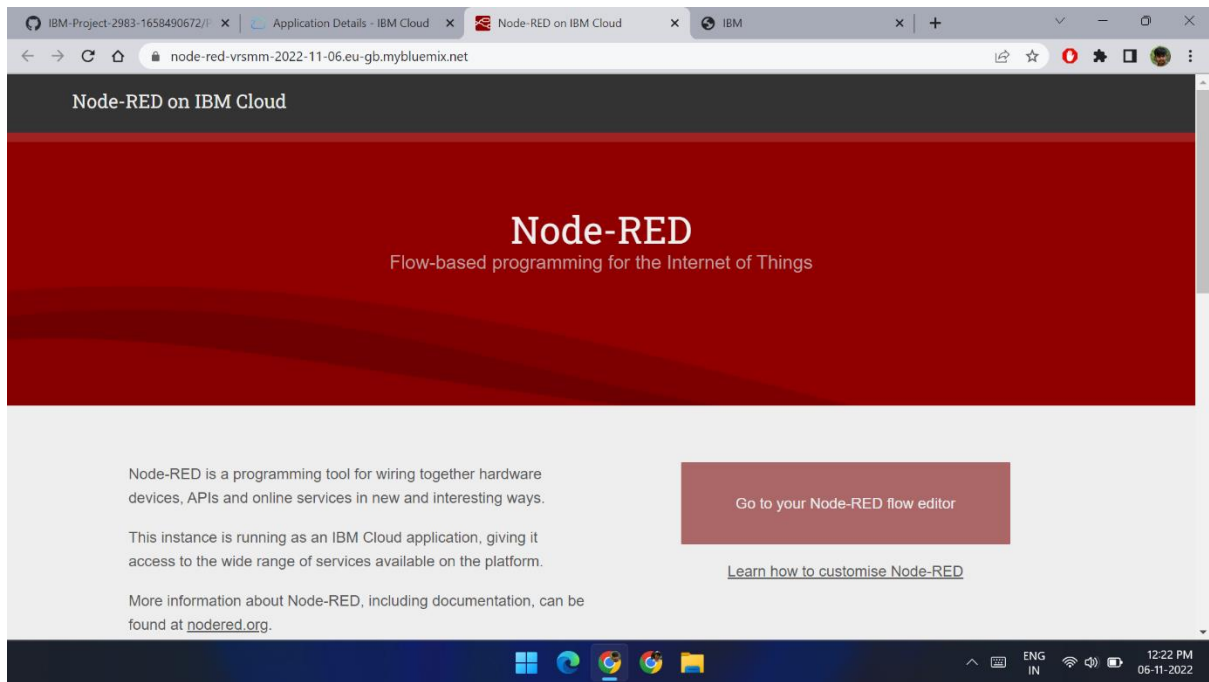 IBM-Project-2983-1658490672/P
Application Details - IBM Cloud
Node-RED on IBM Cloud
IBM
node-red-vrsmm-2022-11-06.eu-gb.mybluemix.net
Node-RED on IBM Cloud
Node-RED
Flow-based programming for the Internet of Things
Node-RED is a programming tool for wiring together hardware
devices, APIs and online services in new and interesting ways.
This instance is running as an IBM Cloud application, giving it
access to the wide range of services available on the platform.
More information about Node-RED, including documentation, can be
found at nodered.org.
Go to your Node-RED flow editor
Learn how to customise Node-RED
ENG
IN
12:22 PM
06-11-2022